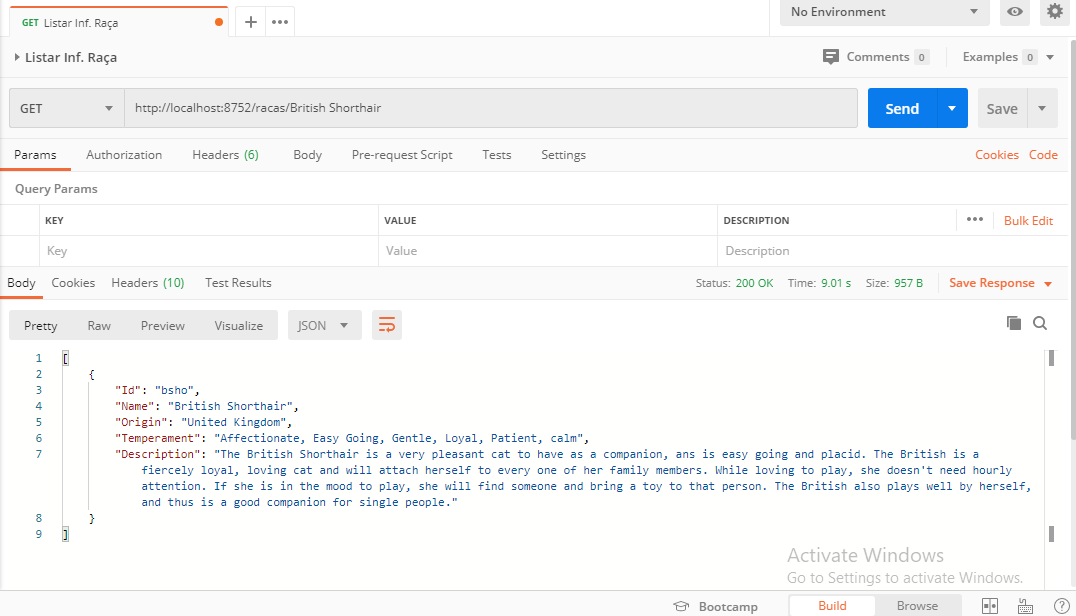 GET Listar Inf. Raça
No Environment
Listar Inf. Raça
Comments 0
Examples 0
GET http://localhost:8752/racas/British Shorthair Send Save
Params Authorization Headers (6) Body Pre-request Script Tests Settings Cookies Code
Query Params
KEY VALUE DESCRIPTION Bulk Edit
Key Value Description
Body Cookies Headers (10) Test Results Status: 200 OK Time: 9.01 s Size: 957 B Save Response
Pretty Raw Preview Visualize JSON
1 [
2 {
3 "Id": "bsho",
4 "Name": "British Shorthair",
5 "Origin": "United Kingdom",
6 "Temperament": "Affectionate, Easy Going, Gentle, Loyal, Patient, calm",
7 "Description": "The British Shorthair is a very pleasant cat to have as a companion, ans is easy going and placid. The British is a
fiercely loyal, loving cat and will attach herself to every one of her family members. While loving to play, she doesn't need hourly
attention. If she is in the mood to play, she will find someone and bring a toy to that person. The British also plays well by herself,
and thus is a good companion for single people."
8 }
9 ]
Activate Windows
Go to Settings to activate Windows.
Bootcamp Build Browse